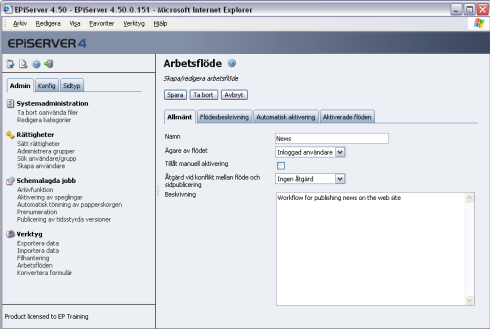 EPiServer 4.50 - EPiServer 4.50.0.151 - Microsoft Internet Explorer
Arkiv Redigera Visa Favoriter Verktyg Hjälp
EPiSERVER 4
Admin Konfig Sidtyp
Systemadministration
Ta bort oanvända filer
Redigera kategorier
Rättigheter
Sätt rättigheter
Administrera grupper
Sök användare/grupp
Skapa användare
Schemalagda jobb
Arkivfunktion
Aktivering av speglingar
Automatisk tömning av papperskorgen
Prenumeration
Publicering av tidsstyrda versioner
Verktyg
Exportera data
Importera data
Filhantering
Arbetsflöden
Konvertera formulär
Product licensed to EP Training
Arbetsflöde
Skapa/redigera arbetsflöde
Spara Ta bort Avbryt
Allmänt Flödesbeskrivning Automatisk aktivering Aktiverade flöden
Namn News
Ägare av flödet Inloggad användare
Tillåt manuell aktivering
Åtgärd vid konflikt mellan flöde och
sidpublicering Ingen åtgärd
Beskrivning Workflow for publishing news on the web site